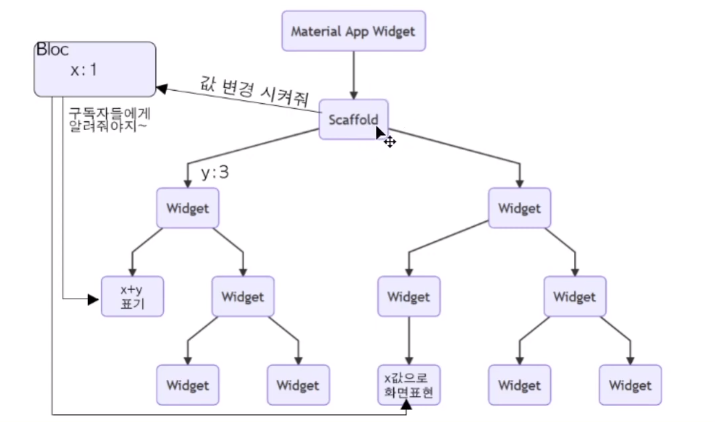 Material App Widget
Bloc
x:1
값 변경 시켜줘
구독자들에게
알려줘야지~
Scaffold
y:3
Widget
Widget
x+y
표기
Widget
Widget
Widget
Widget
Widget
x값으로
화면표현
Widget
Widget